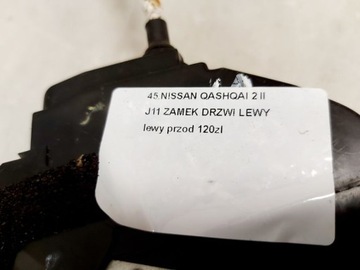 45.NISSAN QASHQAI 2 II
J11 ZAMEK DRZWI LEWY
lewy przod 120zl